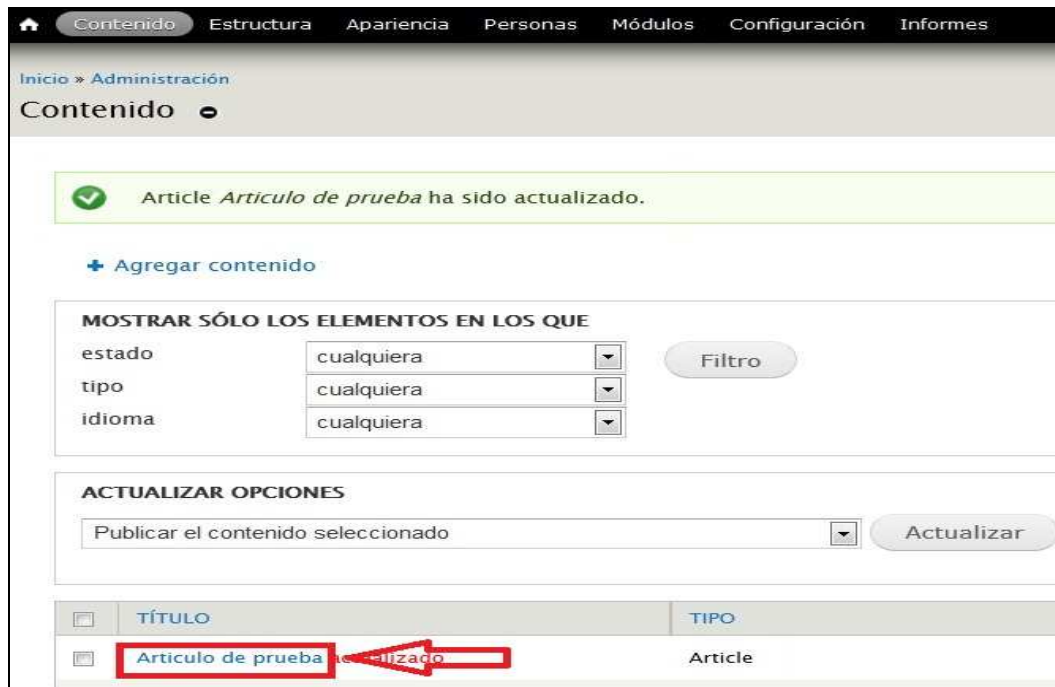 Contenido Estructura Apariencia Personas Módulos Configuración Informes
Inicio » Administración
Contenido
Article Articulo de prueba ha sido actualizado.
+ Agregar contenido
MOSTRAR SÓLO LOS ELEMENTOS EN LOS QUE
estado cualquiera Filtro
tipo cualquiera
idioma cualquiera
ACTUALIZAR OPCIONES
Publicar el contenido seleccionado Actualizar
TÍTULO TIPO
Articulo de prueba actualizado Article